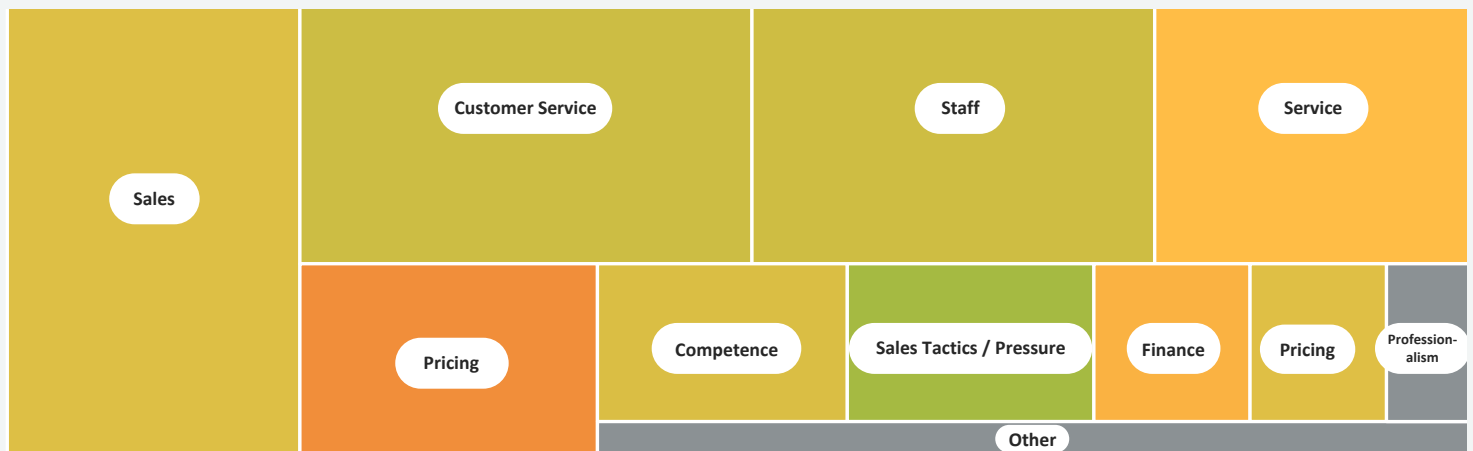 Sales
Customer Service
Staff
Service
Pricing
Competence
Sales Tactics / Pressure
Finance
Pricing
Profession-
alism
Other